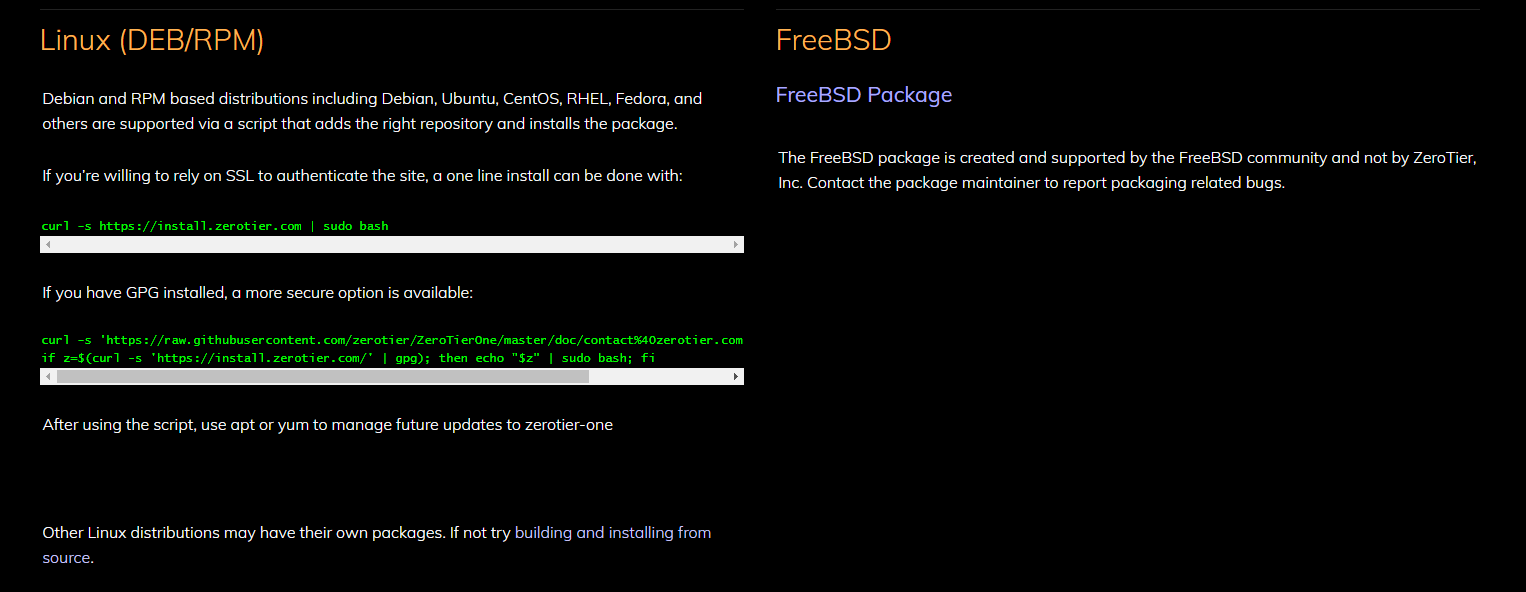 Linux (DEB/RPM)
Debian and RPM based distributions including Debian, Ubuntu, CentOS, RHEL, Fedora, and
others are supported via a script that adds the right repository and installs the package.
If you're willing to rely on SSL to authenticate the site, a one line install can be done with:
curl -s https://install.zerotier.com | sudo bash
If you have GPG installed, a more secure option is available:
curl -s 'https://raw.githubusercontent.com/zerotier/ZeroTierOne/master/doc/contact%40zerotier.com
if z=$(curl -s 'https://install.zerotier.com/' | gpg); then echo "$z" | sudo bash; fi
After using the script, use apt or yum to manage future updates to zerotier-one
Other Linux distributions may have their own packages. If not try building and installing from
source.
FreeBSD
FreeBSD Package
The FreeBSD package is created and supported by the FreeBSD community and not by ZeroTier,
Inc. Contact the package maintainer to report packaging related bugs.